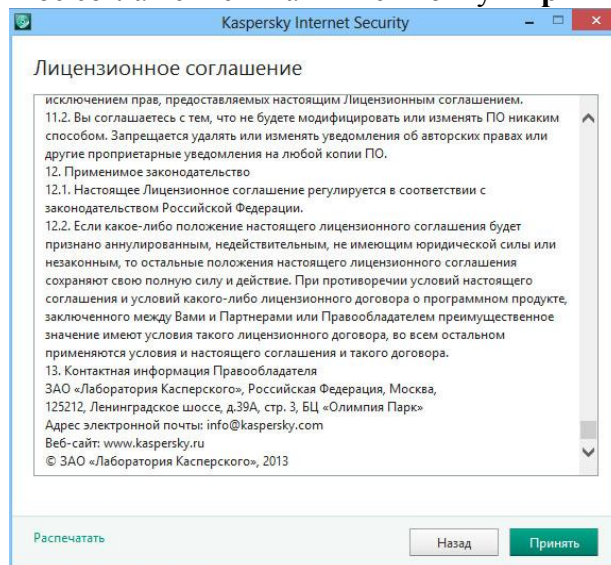 Kaspersky Internet Security
Лицензионное соглашение
исключением прав, предоставляемых настоящим Лицензионным соглашением.
11.2. Вы соглашаетесь с тем, что не будете модифицировать или изменять ПО никаким
способом. Запрещается удалять или изменять уведомления об авторских правах или
другие проприетарные уведомления на любой копии ПО.
12. Применимое законодательство
12.1. Настоящее Лицензионное соглашение регулируется в соответствии с
законодательством Российской Федерации.
12.2. Если какое-либо положение настоящего лицензионного соглашения будет
признано аннулированным, недействительным, не имеющим юридической силы или
незаконным, то остальные положения настоящего лицензионного соглашения
сохраняют свою полную силу и действие. При противоречии условий настоящего
соглашения и условий какого-либо лицензионного договора о программном продукте,
заключенного между Вами и Партнерами или Правообладателем преимущественное
значение имеют условия такого лицензионного договора, во всем остальном
применяются условия и настоящего соглашения и такого договора.
13. Контактная информация Правообладателя
ЗАО «Лаборатория Касперского», Российская Федерация, Москва,
125212, Ленинградское шоссе, д.39А, стр. 3, БЦ «Олимпия Парк»
Адрес электронной почты: info@kaspersky.com
Веб-сайт: www.kaspersky.ru
© ЗАО «Лаборатория Касперского», 2013
Распечатать
Назад
Принять